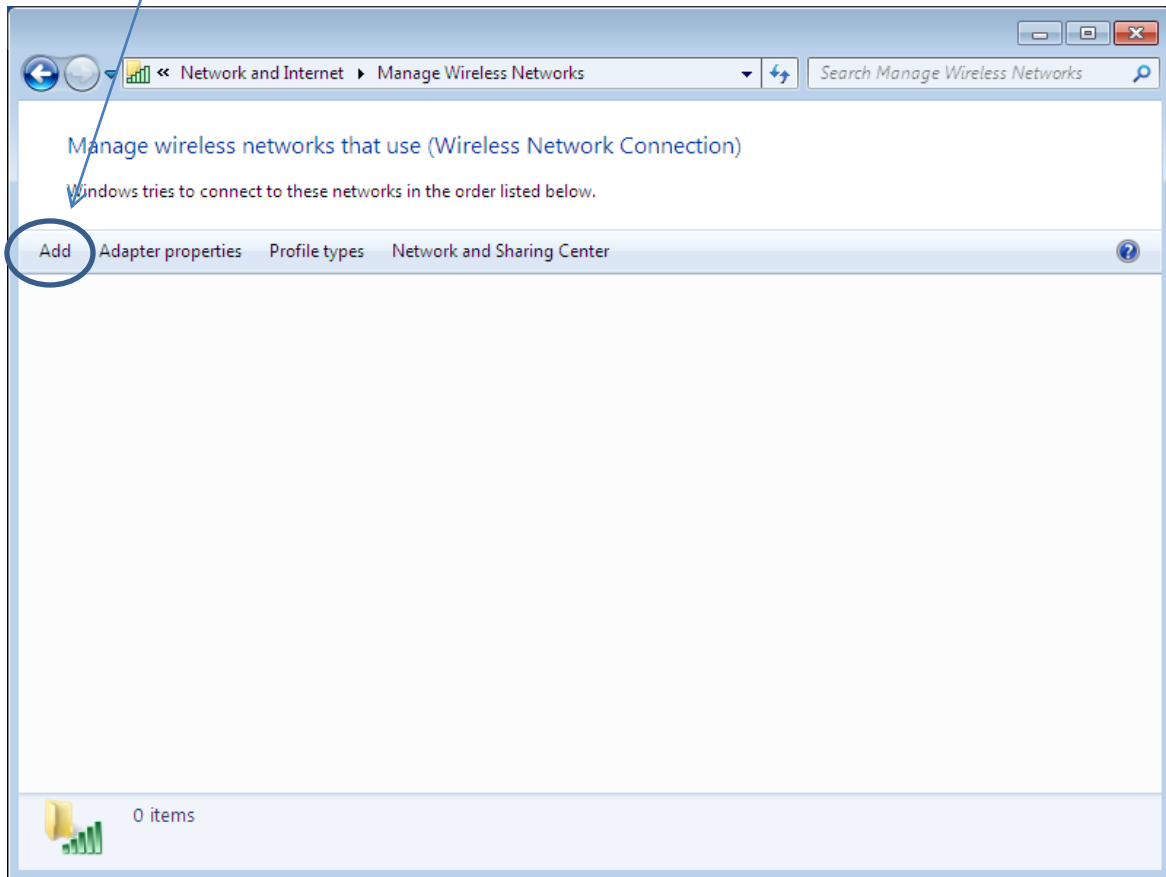 « Network and Internet ▸ Manage Wireless Networks Search Manage Wireless Networks
Manage wireless networks that use (Wireless Network Connection)
Windows tries to connect to these networks in the order listed below.
Add Adapter properties Profile types Network and Sharing Center
0 items